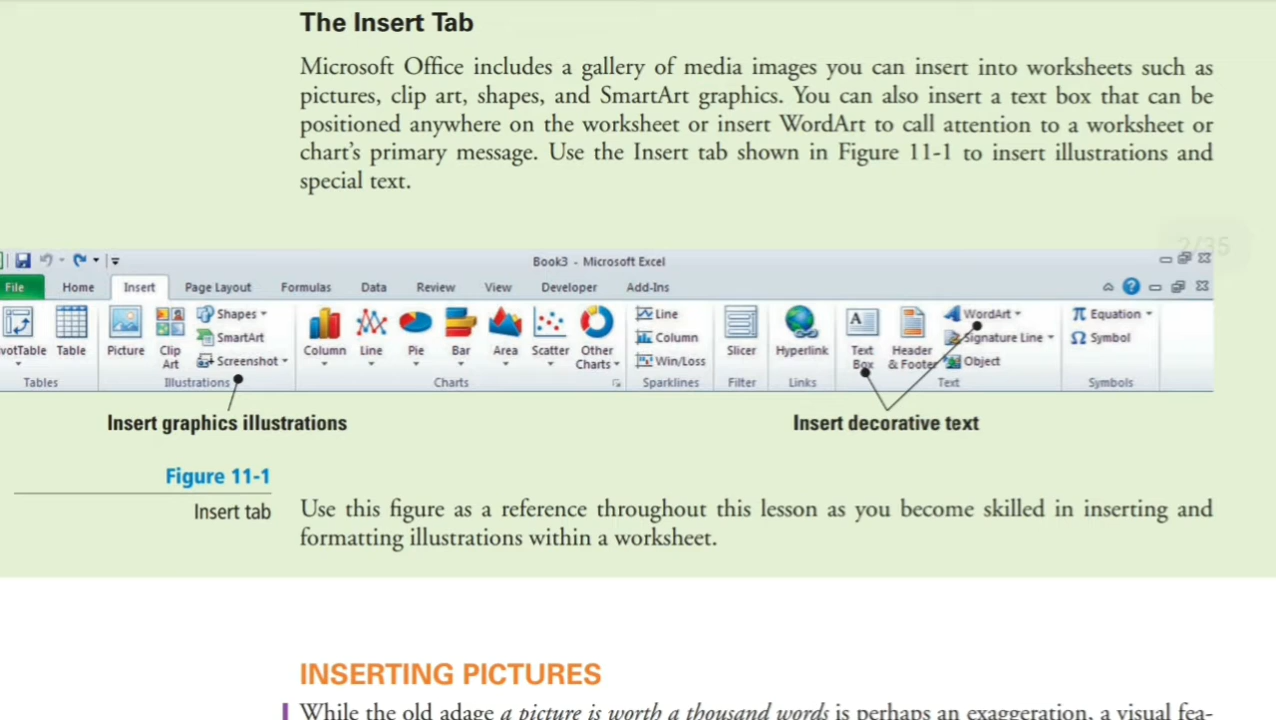 The Insert Tab
Microsoft Office includes a gallery of media images you can insert into worksheets such as
pictures, clip art, shapes, and SmartArt graphics. You can also insert a text box that can be
positioned anywhere on the worksheet or insert WordArt to call attention to a worksheet or
chart's primary message. Use the Insert tab shown in Figure 11-1 to insert illustrations and
special text.
2/35
Book3 - Microsoft Excel
File Home Insert Page Layout Formulas Data Review View Developer Add-Ins
Shapes WordArt Equation
Line
SmartArt Column Signature Line Symbol
votTable Table Picture Clip Art Column Line Pie Bar Area Scatter Other Charts Slicer Hyperlink Text Box Header & Footer
Screenshot Win/Loss Object
Tables Illustrations Charts Sparklines Filter Links Text Symbols
Insert graphics illustrations Insert decorative text
Figure 11-1
Insert tab
Use this figure as a reference throughout this lesson as you become skilled in inserting and
formatting illustrations within a worksheet.
INSERTING PICTURES
While the old adage a picture is worth a thousand words is perhaps an exaggeration, a visual fea-